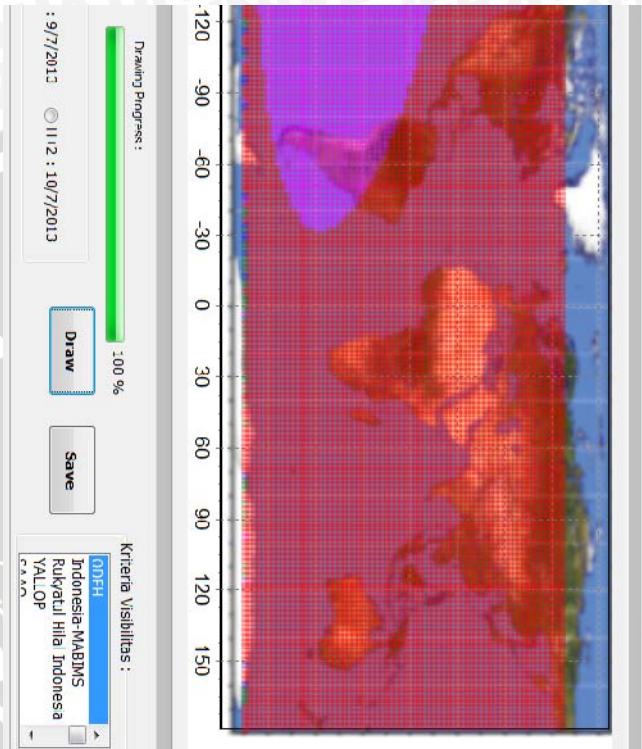 -120 -90 -60 -30 0 30 60 90 120 150
Drawing Progress :
100 %
: 9/7/2013
: 10/7/2013
Draw
Save
Kriteria Visibilitas :
ODEH
Indonesia-MABIMS
Rukyatul Hilal Indonesia
YALLOP